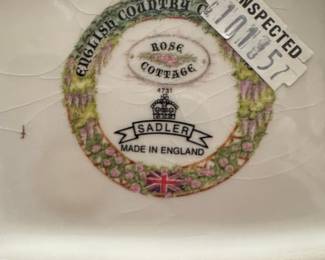 ENGLISH COUNTRY
ROSE
COTTAGE
4731
SADLER
MADE IN ENGLAND
INSPECTED